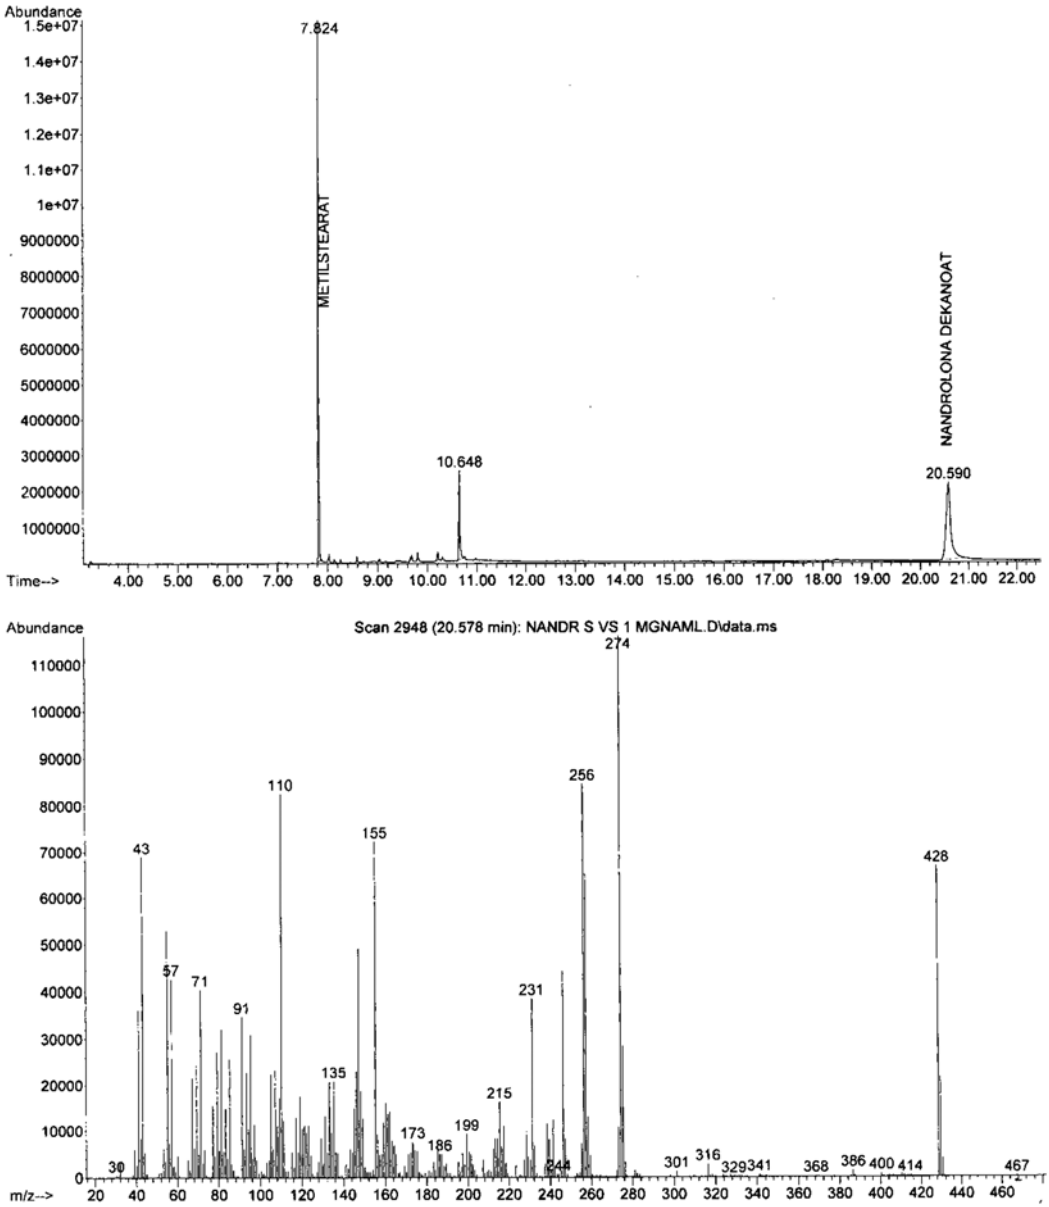 Abundance
7.824
1.5e+07
1.4e+07
1.3e+07
1.2e+07
1.1e+07
1e+07
9000000
8000000
7000000
6000000
5000000
4000000
3000000
2000000
1000000
METILSTEARAT
10.648
NANDROLONA DEKANOAT
20.590
Time--> 4.00 5.00 6.00 7.00 8.00 9.00 10.00 11.00 12.00 13.00 14.00 15.00 16.00 17.00 18.00 19.00 20.00 21.00 22.00
Abundance
Scan 2948 (20.578 min): NANDR S VS 1 MGNAML.D\data.ms
274
110000
100000
90000
80000
70000
60000
50000
40000
30000
20000
10000
0
30 43 57 71 91 110 135 155 173 186 199 215 231 244 256 301 316 329 341 368 386 400 414 428 467
m/z--> 20 40 60 80 100 120 140 160 180 200 220 240 260 280 300 320 340 360 380 400 420 440 460